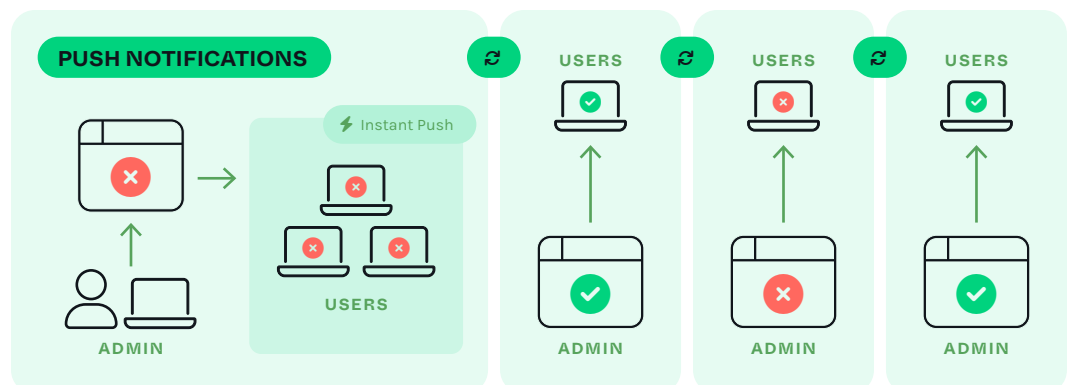 PUSH NOTIFICATIONS
Instant Push
USERS
ADMIN
USERS
ADMIN
USERS
ADMIN
USERS
ADMIN